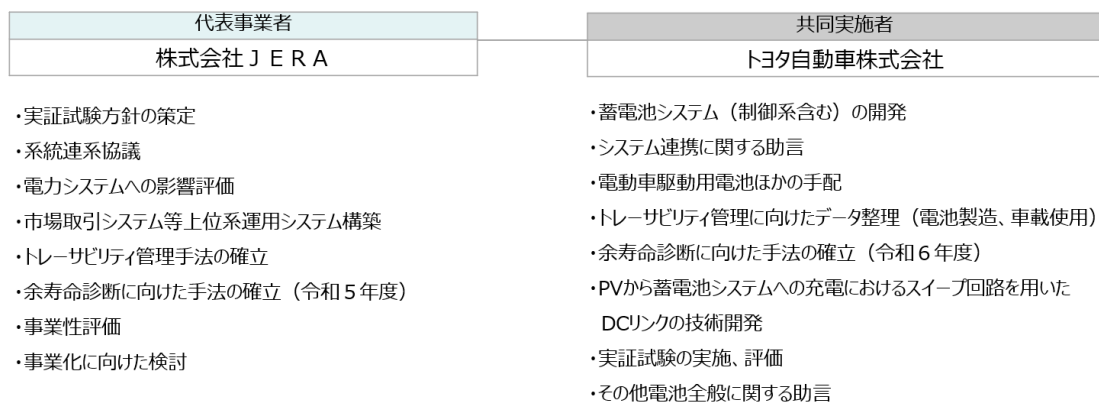 代表事業者
株式会社JERA
・実証試験方針の策定
・系統連系協議
・電力システムへの影響評価
・市場取引システム等上位系運用システム構築
・トレーサビリティ管理手法の確立
・余寿命診断に向けた手法の確立（令和５年度）
・事業性評価
・事業化に向けた検討
共同実施者
トヨタ自動車株式会社
・蓄電池システム（制御系含む）の開発
・システム連携に関する助言
・電動車駆動用電池ほかの手配
・トレーサビリティ管理に向けたデータ整理（電池製造、車載使用）
・余寿命診断に向けた手法の確立（令和６年度）
・PVから蓄電池システムへの充電におけるスイープ回路を用いた
DCリンクの技術開発
・実証試験の実施、評価
・その他電池全般に関する助言